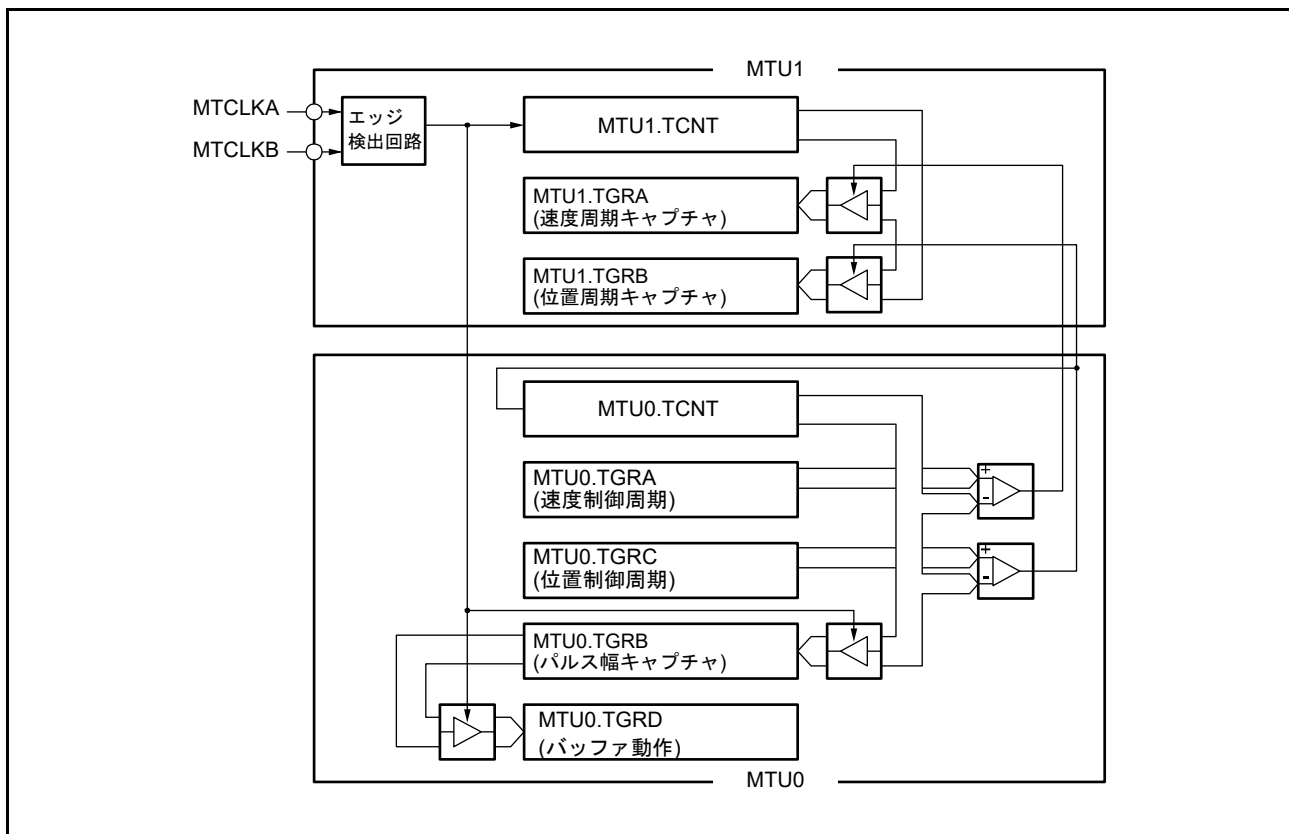 MTU1
MTCLKA
MTCLKB
エッジ
検出回路
MTU1.TCNT
MTU1.TGRA
(速度周期キャプチャ)
MTU1.TGRB
(位置周期キャプチャ)
MTU0.TCNT
MTU0.TGRA
(速度制御周期)
+
-
MTU0.TGRC
(位置制御周期)
+
-
MTU0.TGRB
(パルス幅キャプチャ)
MTU0.TGRD
(バッファ動作)
MTU0